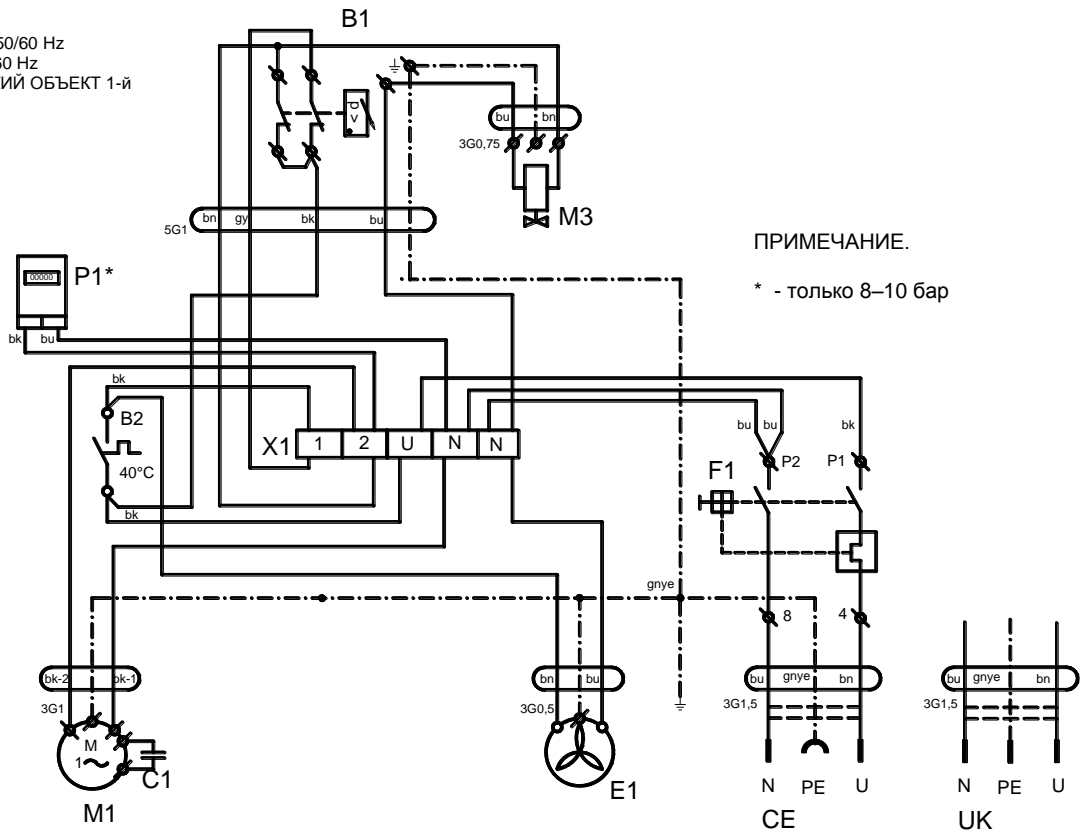 B1
50/60 Hz
60 Hz
ИЙ ОБЪЕКТ 1-й
p
<
bu
bn
3G0,75
M3
5G1
bn
gy
bk
bu
ПРИМЕЧАНИЕ.
* - только 8–10 бар
00000
P1*
bk
bu
bk
B2
40°C
bk
X1
1
2
U
N
N
bu
bu
bk
P2
P1
F1
gnye
8
4
bk-2
bk-1
3G1
M
1
C1
M1
bn
bu
3G0,5
E1
bu
gnye
bn
3G1,5
N
PE
U
CE
bu
gnye
bn
3G1,5
N
PE
U
UK